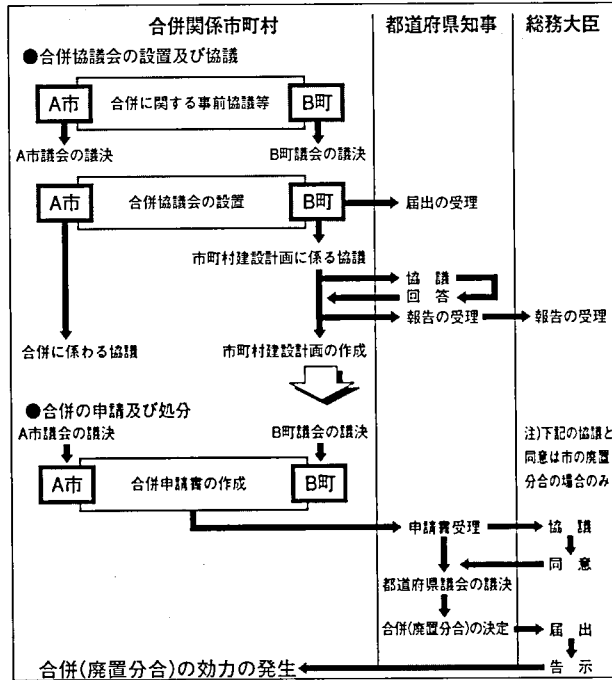 合併関係市町村 都道府県知事 総務大臣
●合併協議会の設置及び協議
A市 合併に関する事前協議等 B町
A市議会の議決 B町議会の議決
A市 合併協議会の設置 B町 届出の受理
市町村建設計画に係る協議
協 議
回 答
報告の受理 報告の受理
合併に係わる協議 市町村建設計画の作成
●合併の申請及び処分
A市議会の議決 B町議会の議決
注)下記の協議と
同意は市の廃置
分合の場合のみ
A市 合併申請書の作成 B町
申請書受理 協 議
同 意
都道府県議会の議決
合併(廃置分合)の決定 届 出
合併(廃置分合)の効力の発生 告 示